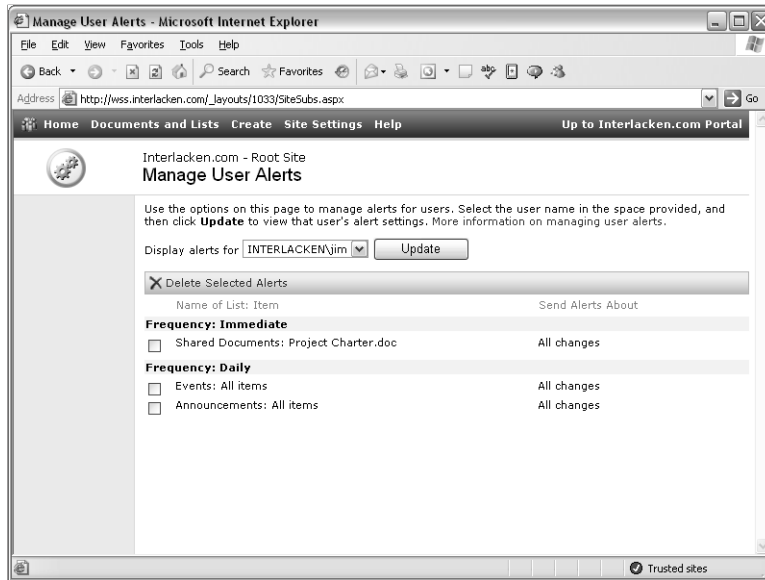 Manage User Alerts - Microsoft Internet Explorer
File Edit View Favorites Tools Help
Back Search Favorites
Address http://wss.interlacken.com/_layouts/1033/SiteSubs.aspx Go
Home Documents and Lists Create Site Settings Help Up to Interlacken.com Portal
Interlacken.com - Root Site
Manage User Alerts
Use the options on this page to manage alerts for users. Select the user name in the space provided, and
then click Update to view that user's alert settings. More information on managing user alerts.
Display alerts for INTERLACKEN\jim Update
Delete Selected Alerts
Name of List: Item Send Alerts About
Frequency: Immediate
Shared Documents: Project Charter.doc All changes
Frequency: Daily
Events: All items All changes
Announcements: All items All changes
Trusted sites